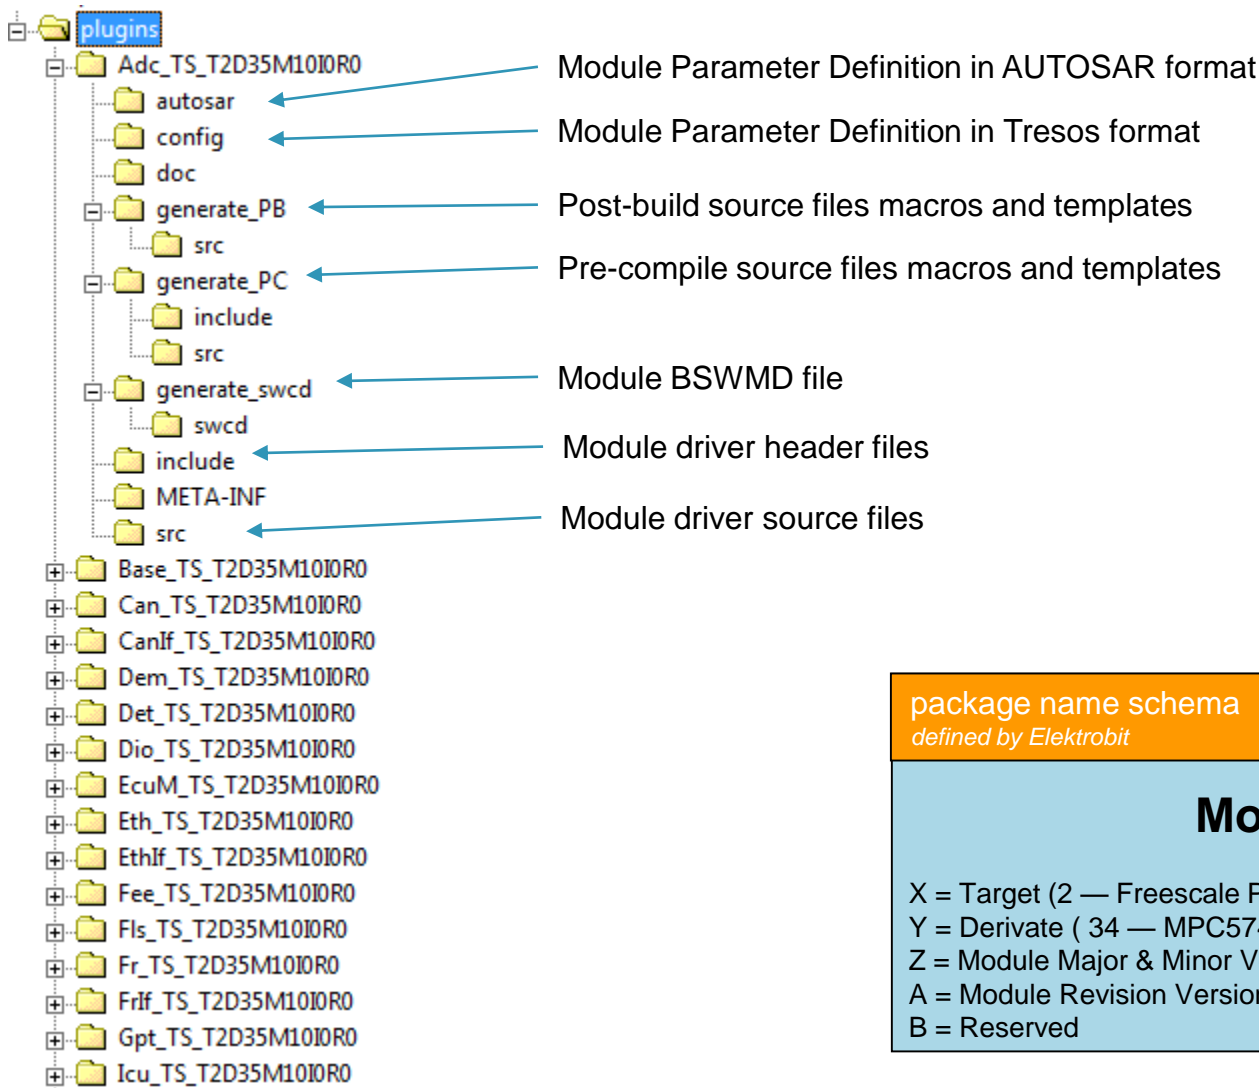 plugins
Adc_TS_T2D35M10I0R0
autosar
config
doc
generate_PB
src
generate_PC
include
src
generate_swcd
swcd
include
META-INF
src
Base_TS_T2D35M10I0R0
Can_TS_T2D35M10I0R0
CanIf_TS_T2D35M10I0R0
Dem_TS_T2D35M10I0R0
Det_TS_T2D35M10I0R0
Dio_TS_T2D35M10I0R0
EcuM_TS_T2D35M10I0R0
Eth_TS_T2D35M10I0R0
EthIf_TS_T2D35M10I0R0
Fee_TS_T2D35M10I0R0
Fls_TS_T2D35M10I0R0
Fr_TS_T2D35M10I0R0
FrIf_TS_T2D35M10I0R0
Gpt_TS_T2D35M10I0R0
Icu_TS_T2D35M10I0R0
Module Parameter Definition in AUTOSAR format
Module Parameter Definition in Tresos format
Post-build source files macros and templates
Pre-compile source files macros and templates
Module BSWMD file
Module driver header files
Module driver source files
package name schema
defined by Elektrobit
Mo
X = Target (2 — Freescale P
Y = Derivate ( 34 — MPC574
Z = Module Major & Minor V
A = Module Revision Version
B = Reserved